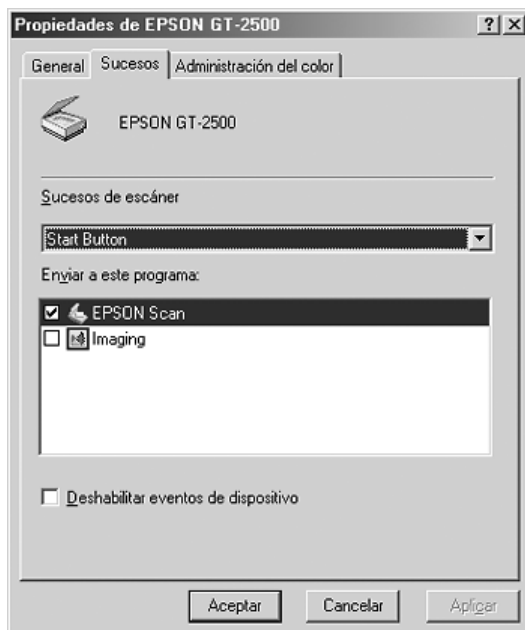 Propiedades de EPSON GT-2500
General Sucesos Administración del color
EPSON GT-2500
Sucesos de escáner
Start Button
Enviar a este programa:
EPSON Scan
Imaging
Deshabilitar eventos de dispositivo
Aceptar Cancelar Aplicar